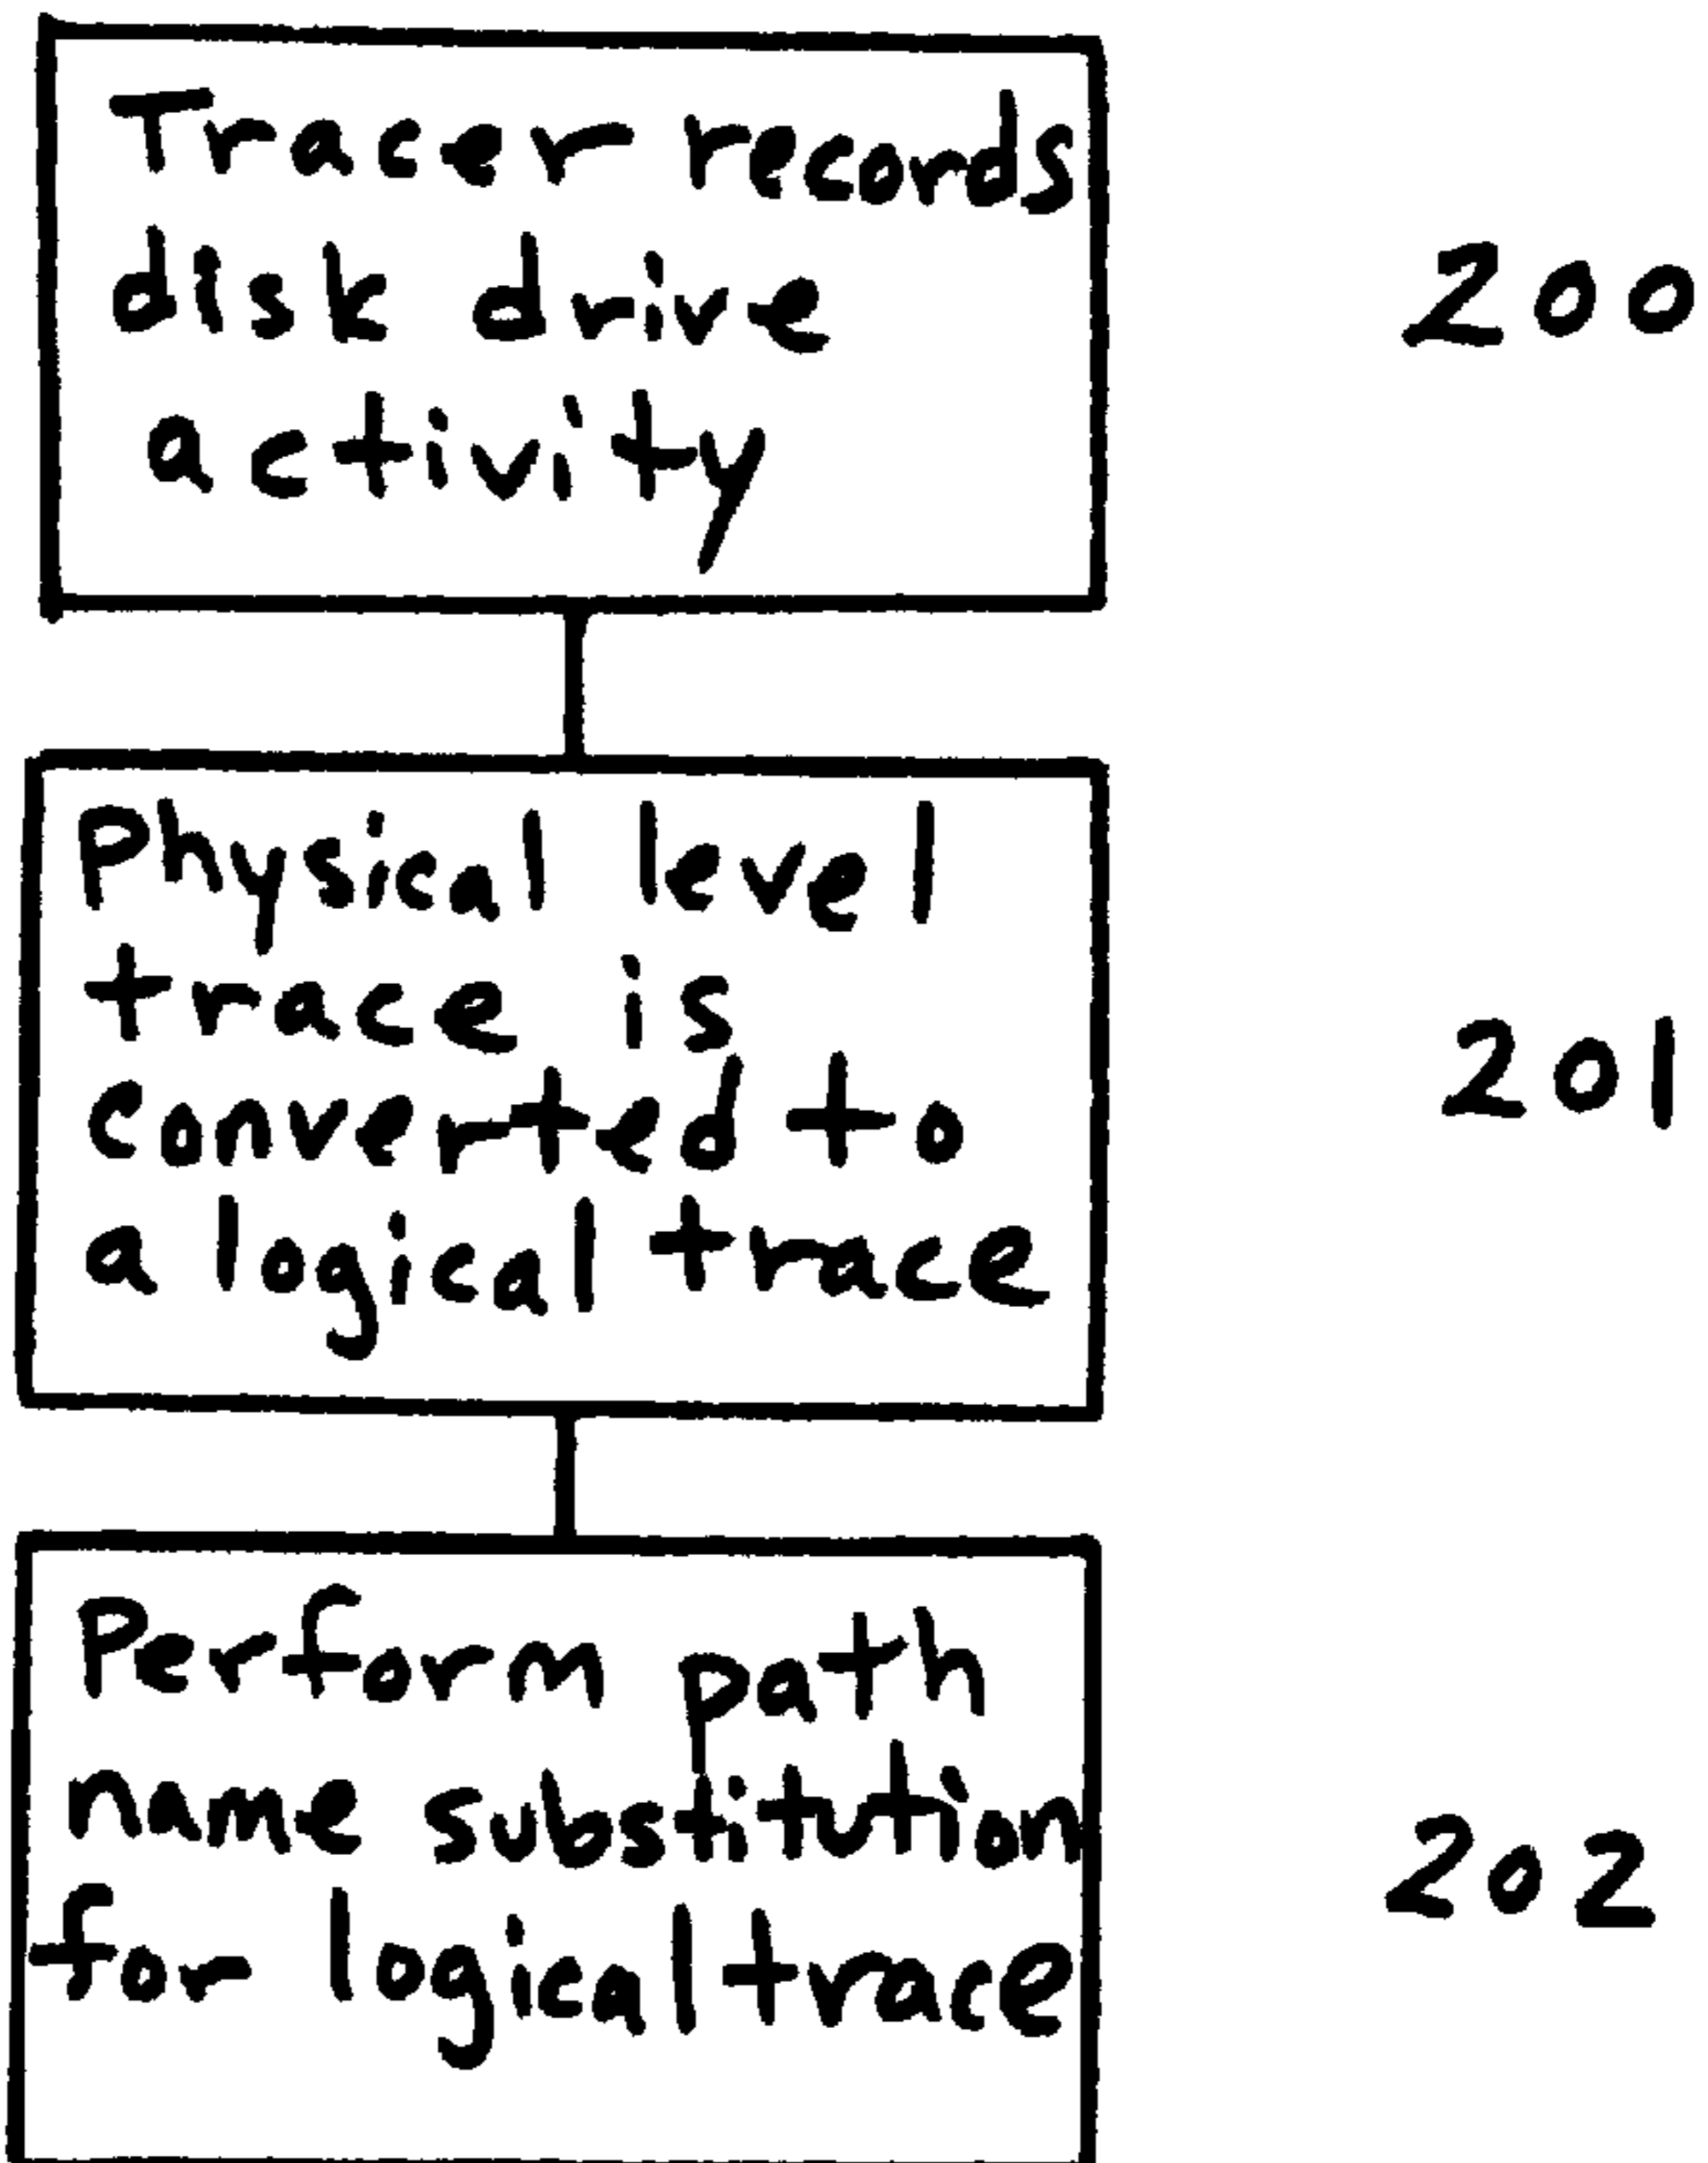 Tracer records
disk drive
activity
200
Physical level
trace is
converted to
a logical trace
201
Perform path
name substitution
for logical trace
202